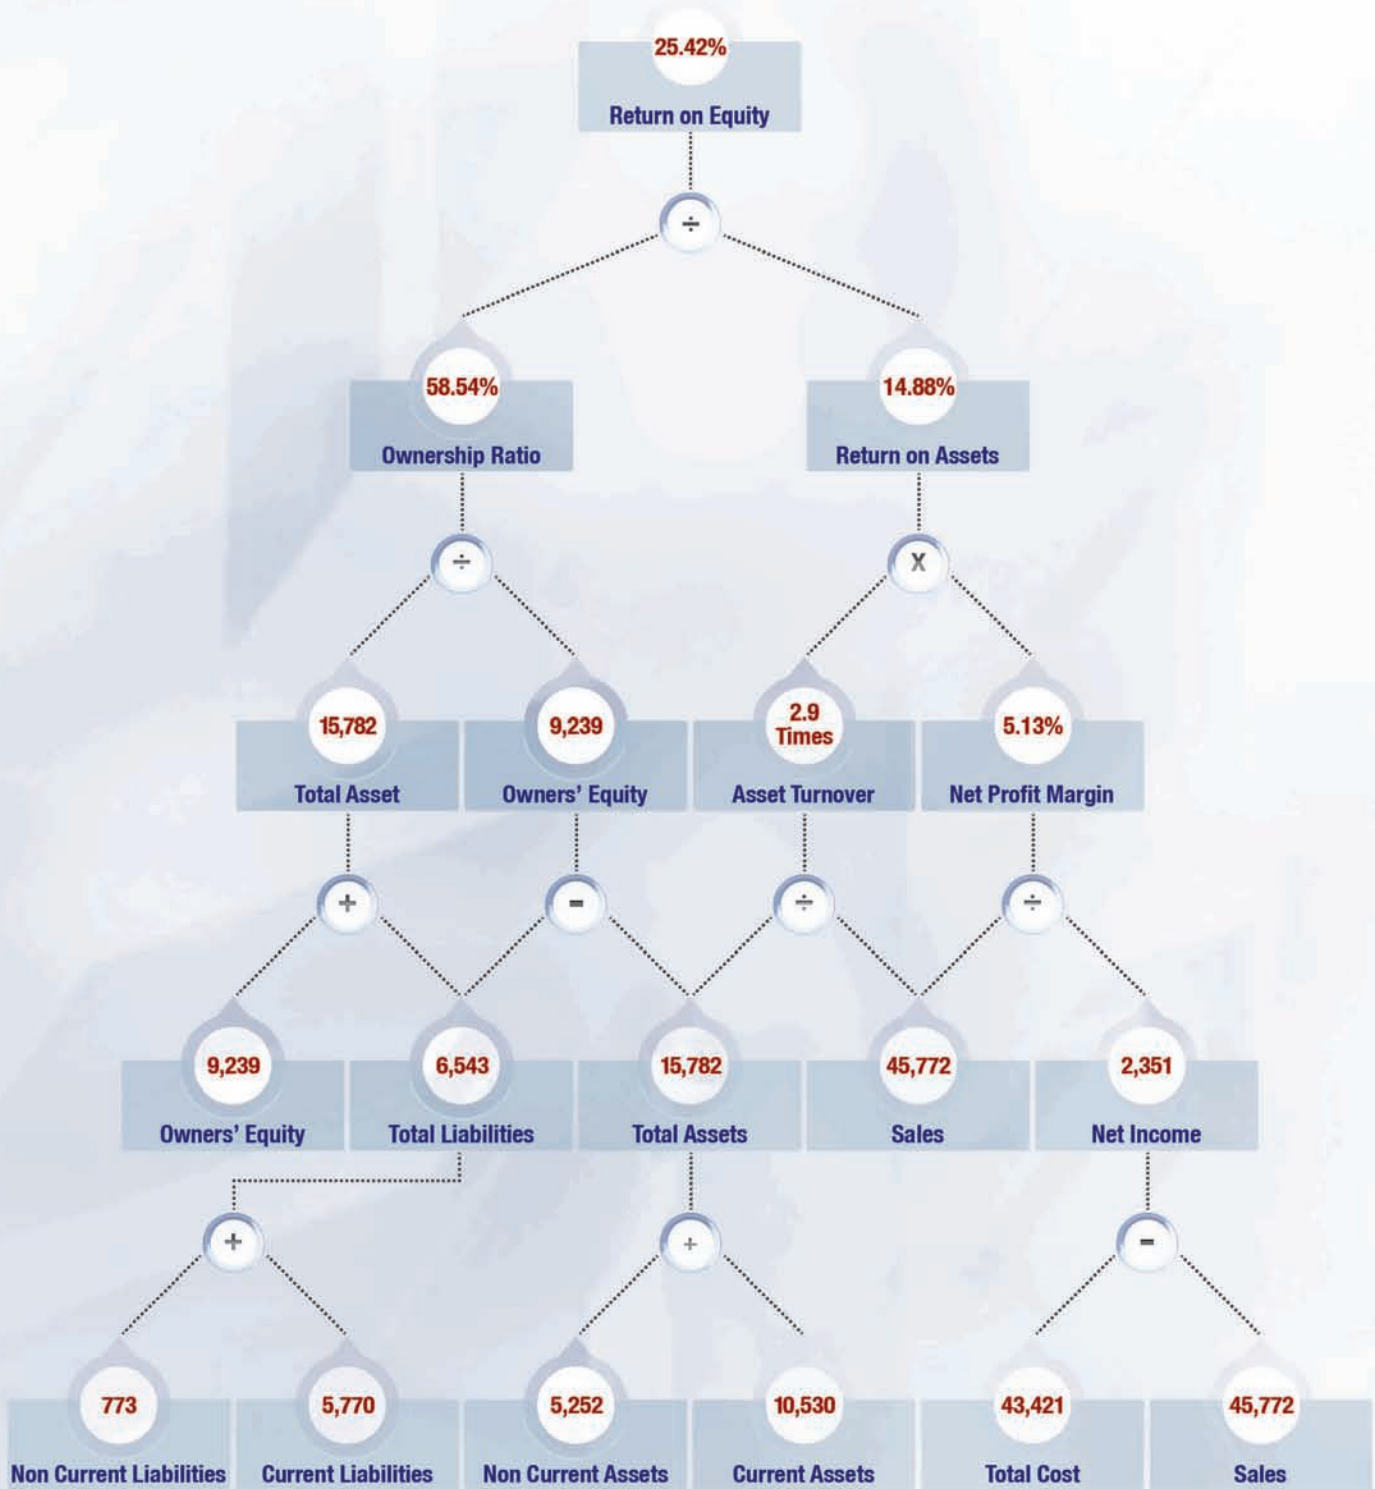 25.42%
Return on Equity
÷
58.54%
Ownership Ratio
14.88%
Return on Assets
÷
X
15,782
Total Asset
9,239
Owners’ Equity
2.9
Times
Asset Turnover
5.13%
Net Profit Margin
+
-
÷
÷
9,239
Owners’ Equity
6,543
Total Liabilities
15,782
Total Assets
45,772
Sales
2,351
Net Income
+
+
-
773
Non Current Liabilities
5,770
Current Liabilities
5,252
Non Current Assets
10,530
Current Assets
43,421
Total Cost
45,772
Sales